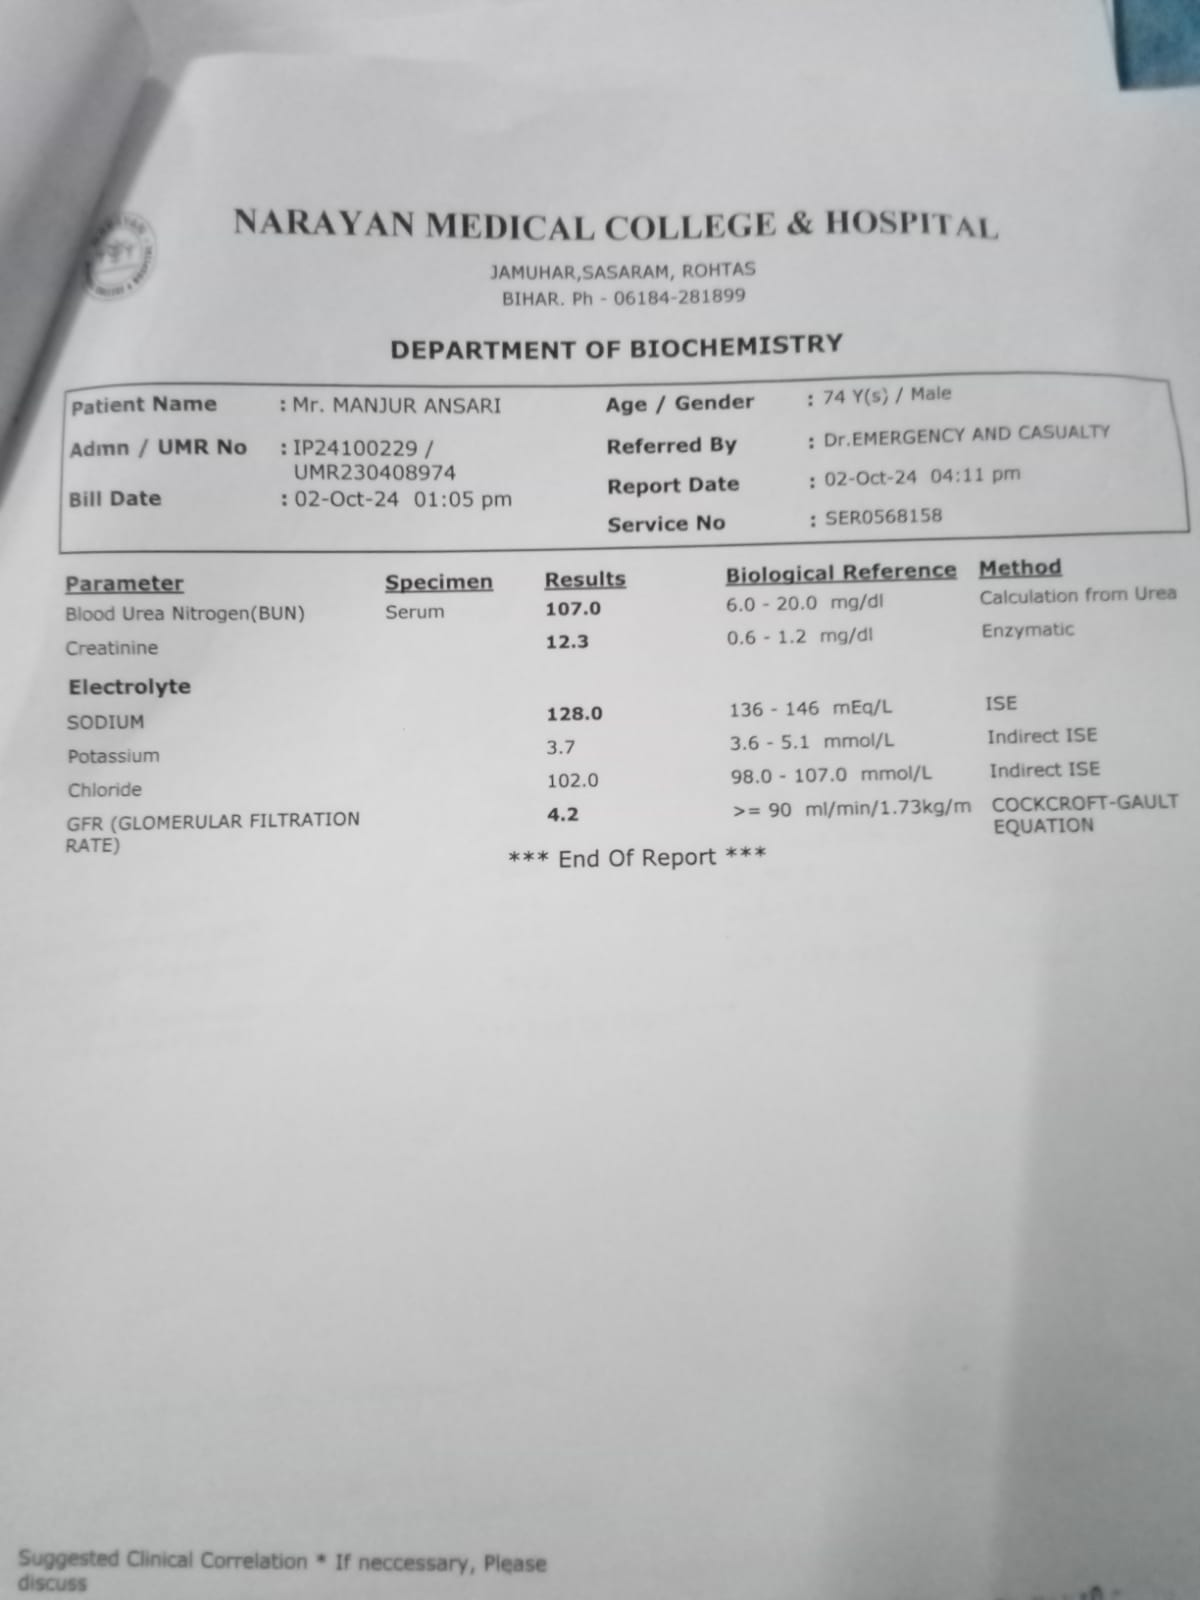 NARAYAN MEDICAL COLLEGE & HOSPITAL
JAMUHAR,SASARAM, ROHTAS
BIHAR. Ph - 06184-281899
DEPARTMENT OF BIOCHEMISTRY
Patient Name : Mr. MANJUR ANSARI Age / Gender : 74 Y(s) / Male
Admn / UMR No : IP24100229 / Referred By : Dr.EMERGENCY AND CASUALTY
UMR230408974
Bill Date : 02-Oct-24 01:05 pm Report Date : 02-Oct-24 04:11 pm
Service No : SER0568158
Parameter Specimen Results Biological Reference Method
Blood Urea Nitrogen(BUN) Serum 107.0 6.0 - 20.0 mg/dl Calculation from Urea
Creatinine 12.3 0.6 - 1.2 mg/dl Enzymatic
Electrolyte
SODIUM 128.0 136 - 146 mEq/L ISE
Potassium 3.7 3.6 - 5.1 mmol/L Indirect ISE
Chloride 102.0 98.0 - 107.0 mmol/L Indirect ISE
GFR (GLOMERULAR FILTRATION 4.2 >= 90 ml/min/1.73kg/m COCKCROFT-GAULT
RATE) EQUATION
*** End Of Report ***
Suggested Clinical Correlation * If neccessary, Please
discuss